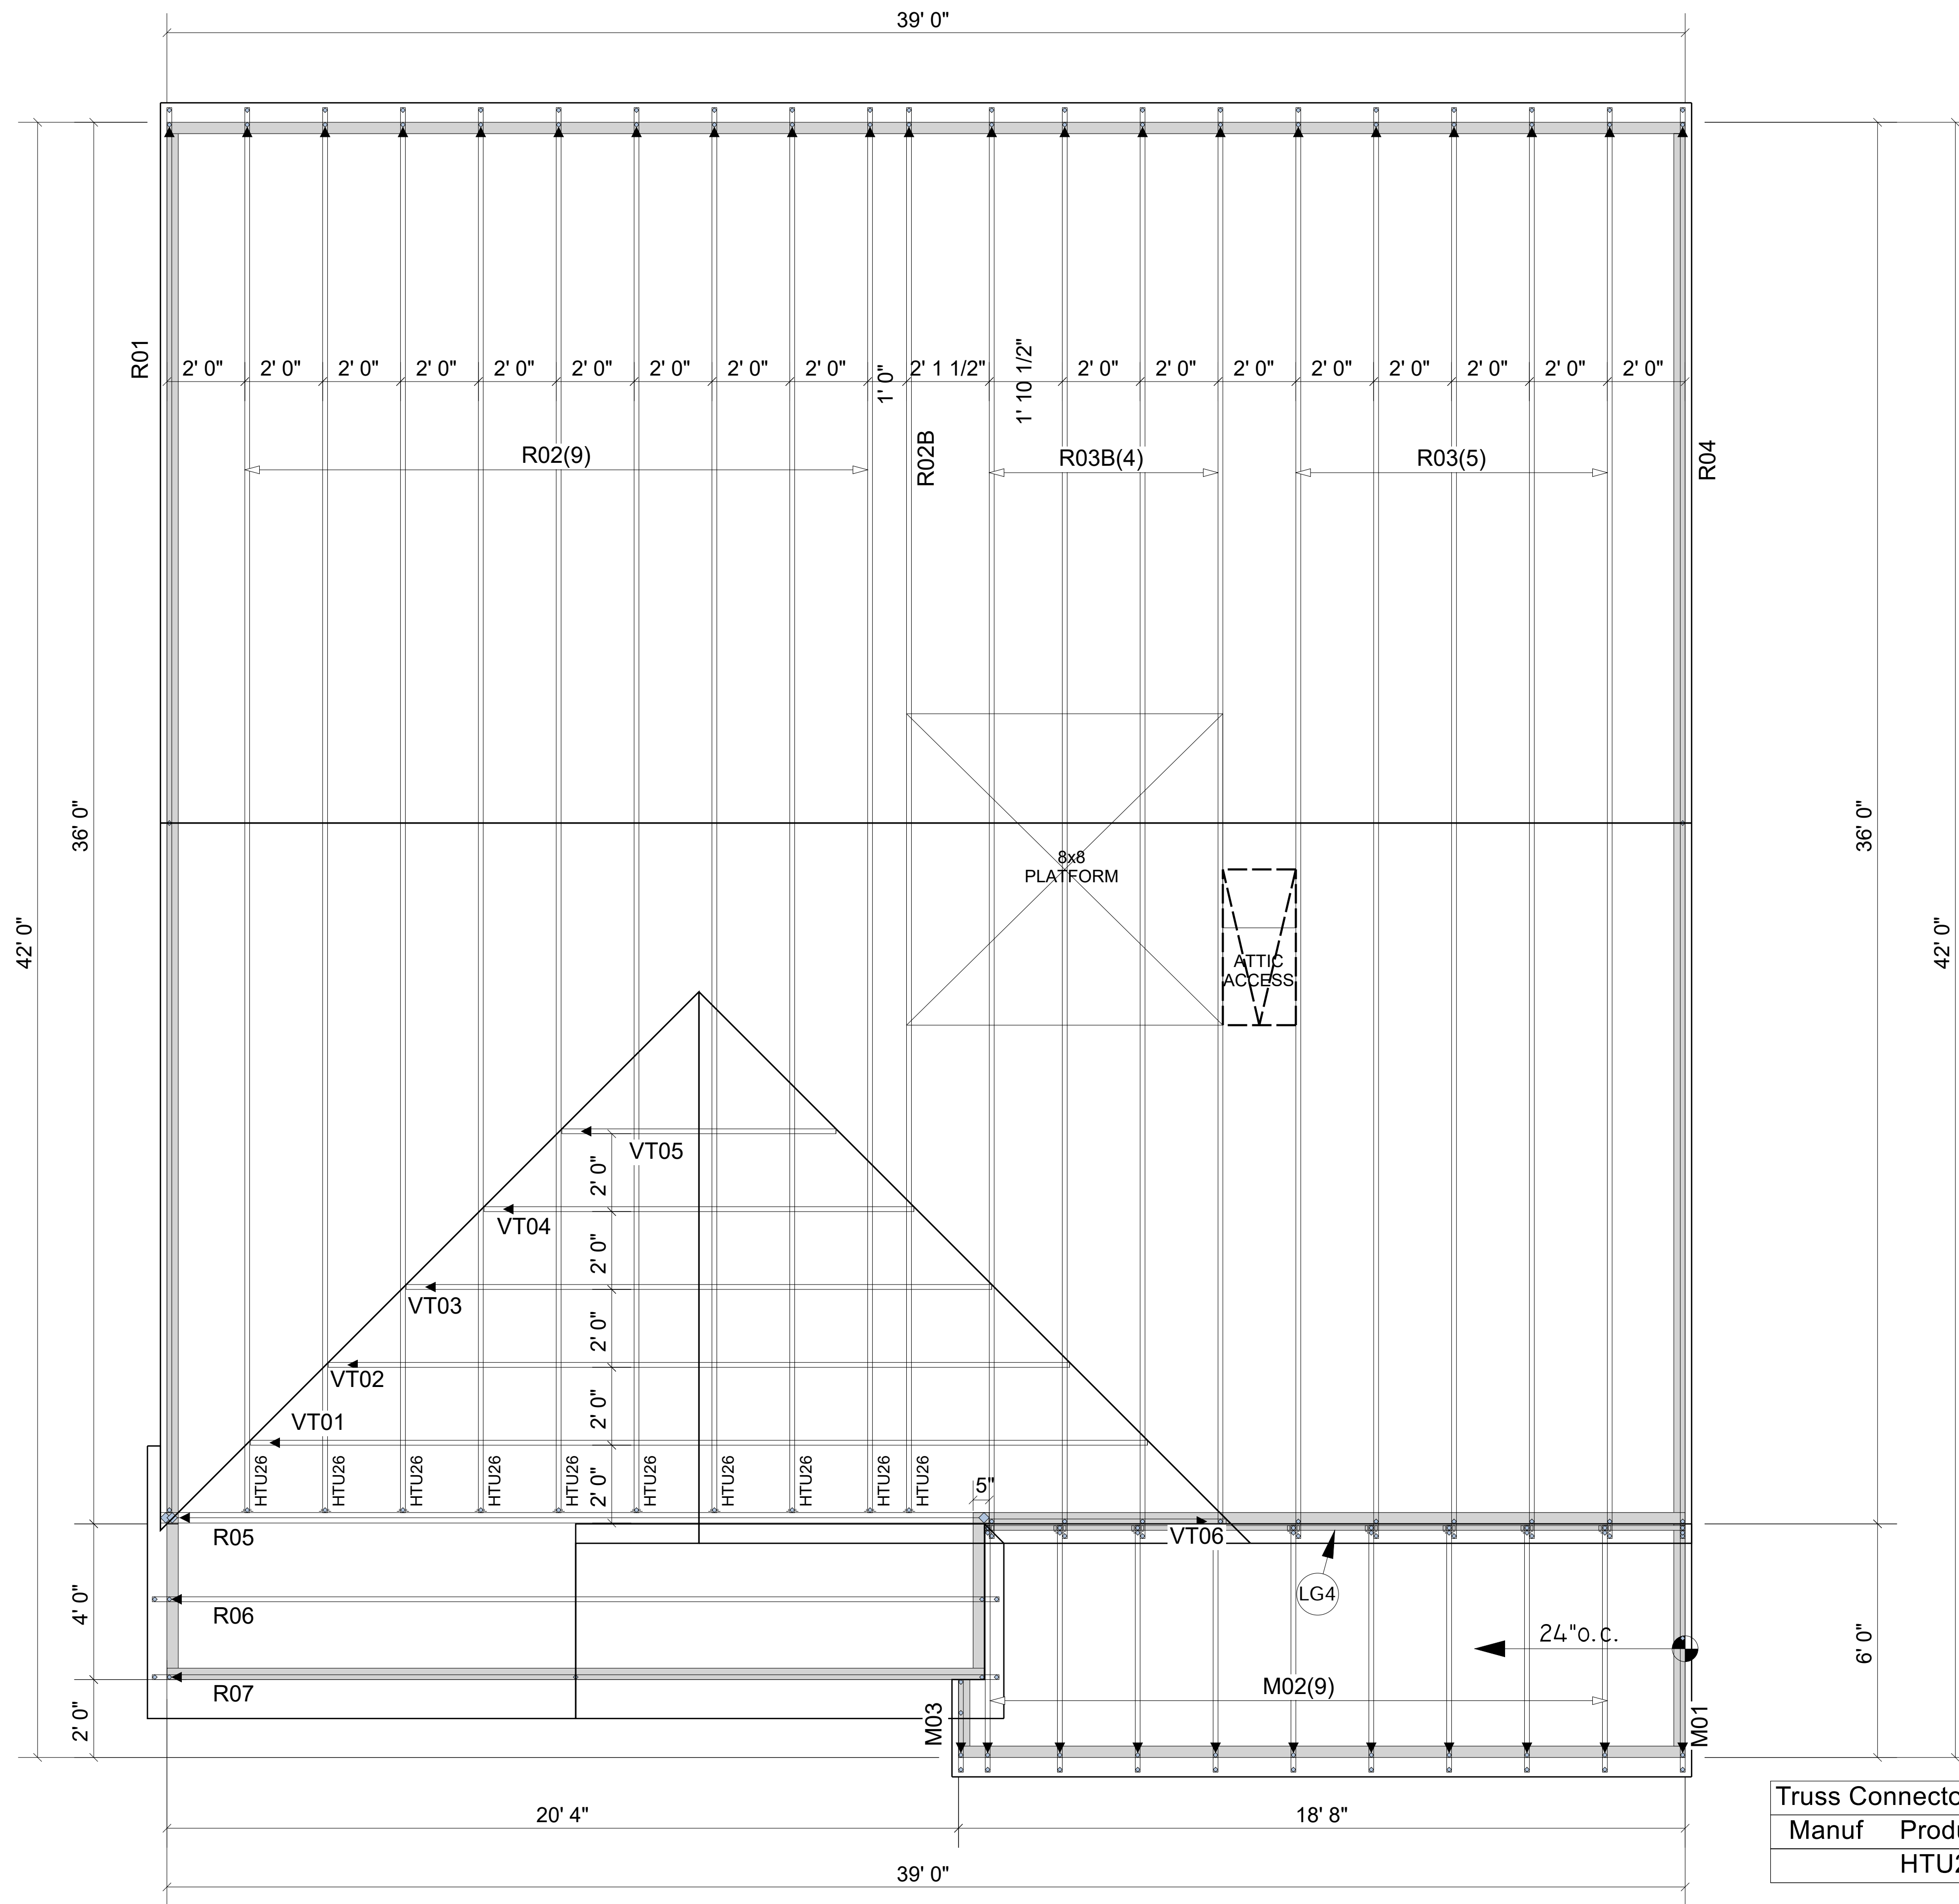 39' 0"
R01
2' 0" 2' 0" 2' 0" 2' 0" 2' 0" 2' 0" 2' 0" 2' 0" 2' 0" 1' 0" 2' 1 1/2" 1' 10 1/2" 2' 0" 2' 0" 2' 0" 2' 0" 2' 0" 2' 0" 2' 0" 2' 0"
R02(9)
R02B
R03B(4)
R03(5)
R04
42' 0"
36' 0"
36' 0"
42' 0"
8x8
PLATFORM
ATTIC
ACCESS
VT05
2' 0"
VT04
2' 0"
VT03
2' 0"
VT02
2' 0"
VT01
2' 0"
HTU26 HTU26 HTU26 HTU26 HTU26 HTU26 HTU26 HTU26 HTU26 HTU26
5"
R05
VT06
LG4
4' 0"
R06
24"o.c.
6' 0"
R07
M02(9)
2' 0"
M03
M01
20' 4"
18' 8"
39' 0"
Truss Connecto
Manuf Produ
HTU2